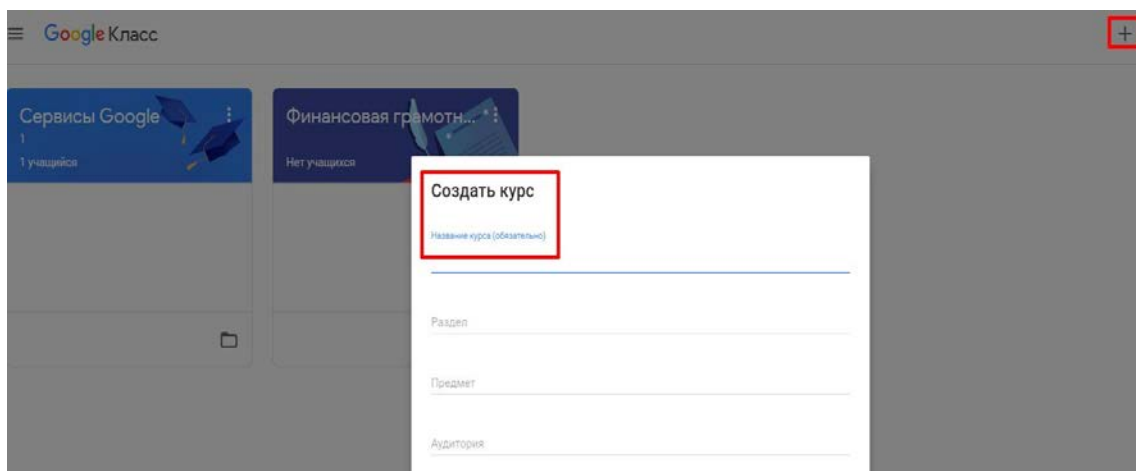 Google Класс
Сервисы Google
1
1 учащийся
Финансовая грамотн...
Нет учащихся
Создать курс
Название курса (обязательно)
Раздел
Предмет
Аудитория